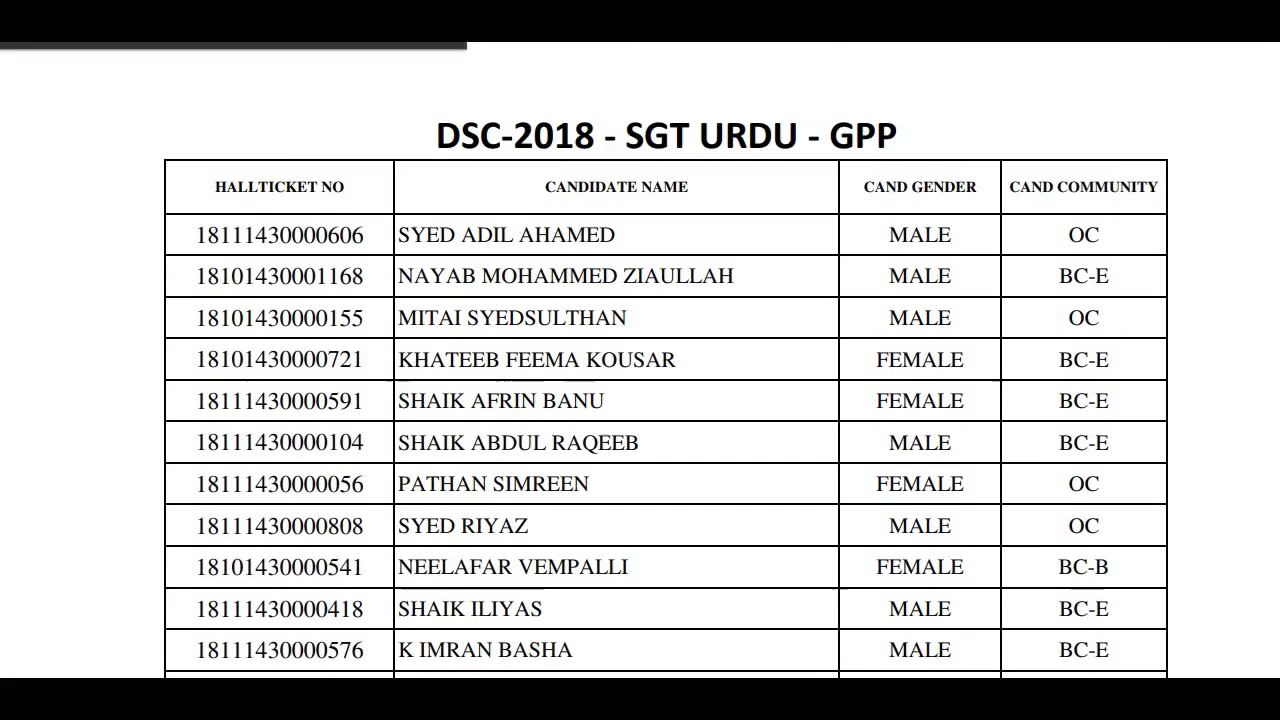 DSC-2018 - SGT URDU - GPP
HALLTICKET NO CANDIDATE NAME CAND GENDER CAND COMMUNITY
18111430000606 SYED ADIL AHAMED MALE OC
18101430001168 NAYAB MOHAMMED ZIAULLAH MALE BC-E
18101430000155 MITAI SYEDSULTHAN MALE OC
18101430000721 KHATEEB FEEMA KOUSAR FEMALE BC-E
18111430000591 SHAIK AFRIN BANU FEMALE BC-E
18111430000104 SHAIK ABDUL RAQEEB MALE BC-E
18111430000056 PATHAN SIMREEN FEMALE OC
18111430000808 SYED RIYAZ MALE OC
18101430000541 NEELAFAR VEMPALLI FEMALE BC-B
18111430000418 SHAIK ILIYAS MALE BC-E
18111430000576 K IMRAN BASHA MALE BC-E